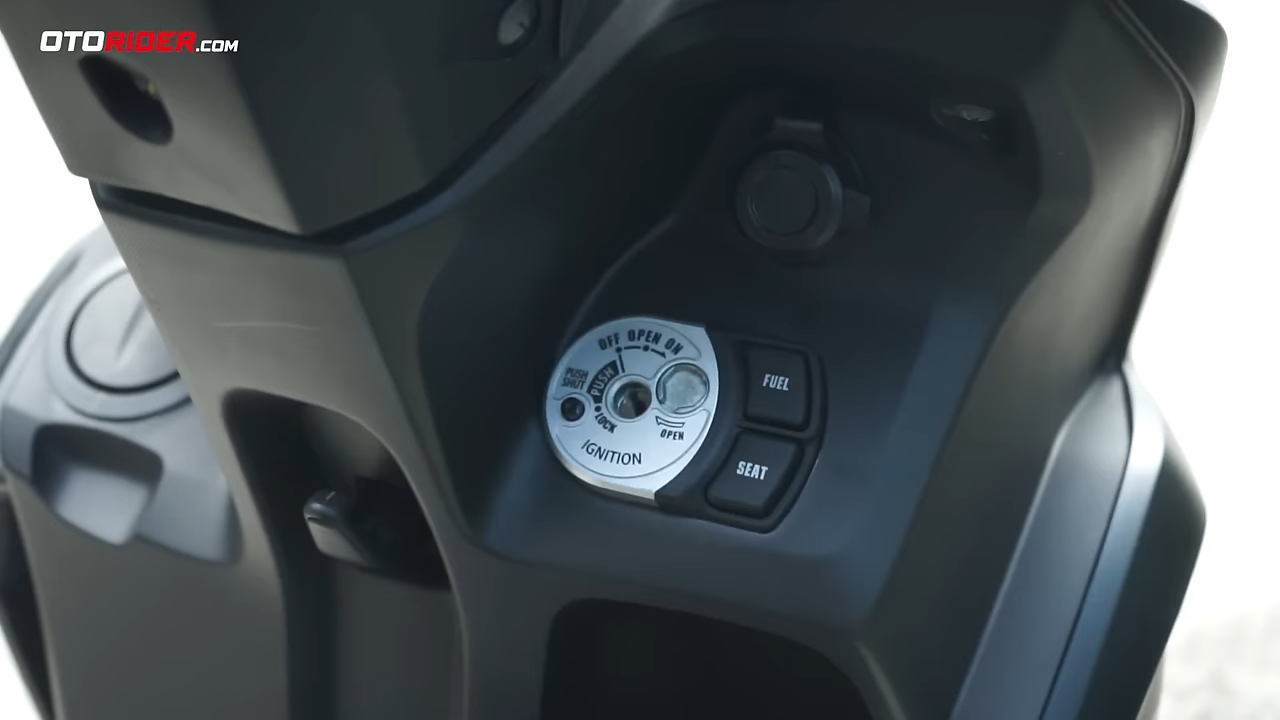 OTORIDER.COM
OFF OPEN ON
PUSH
SHUT
PUSH
LOCK
OPEN
IGNITION
FUEL
SEAT